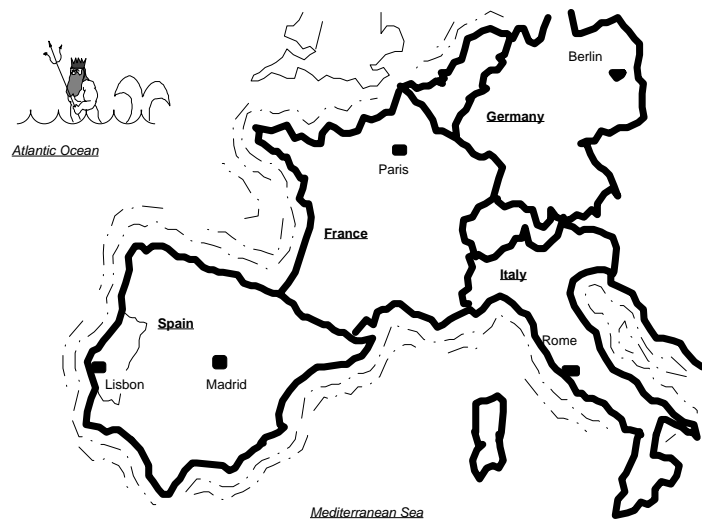 Berlin
Germany
Atlantic Ocean
Paris
France
Italy
Spain
Rome
Lisbon
Madrid
Mediterranean Sea